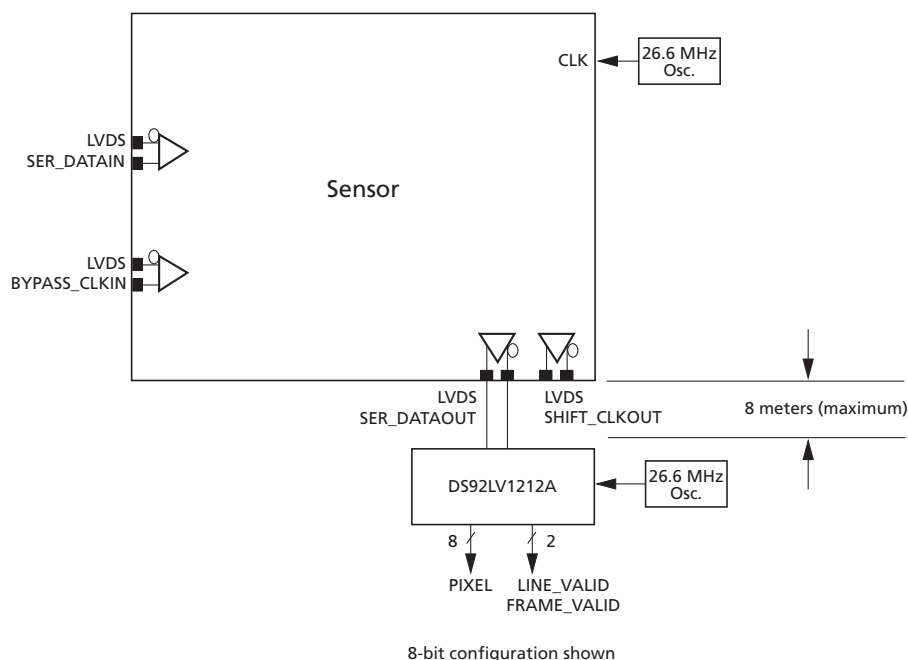 CLK
26.6 MHz
Osc.
LVDS
SER_DATAIN
Sensor
LVDS
BYPASS_CLKIN
LVDS
SER_DATAOUT
LVDS
SHIFT_CLKOUT
8 meters (maximum)
DS92LV1212A
26.6 MHz
Osc.
8
2
PIXEL
LINE_VALID
FRAME_VALID
8-bit configuration shown